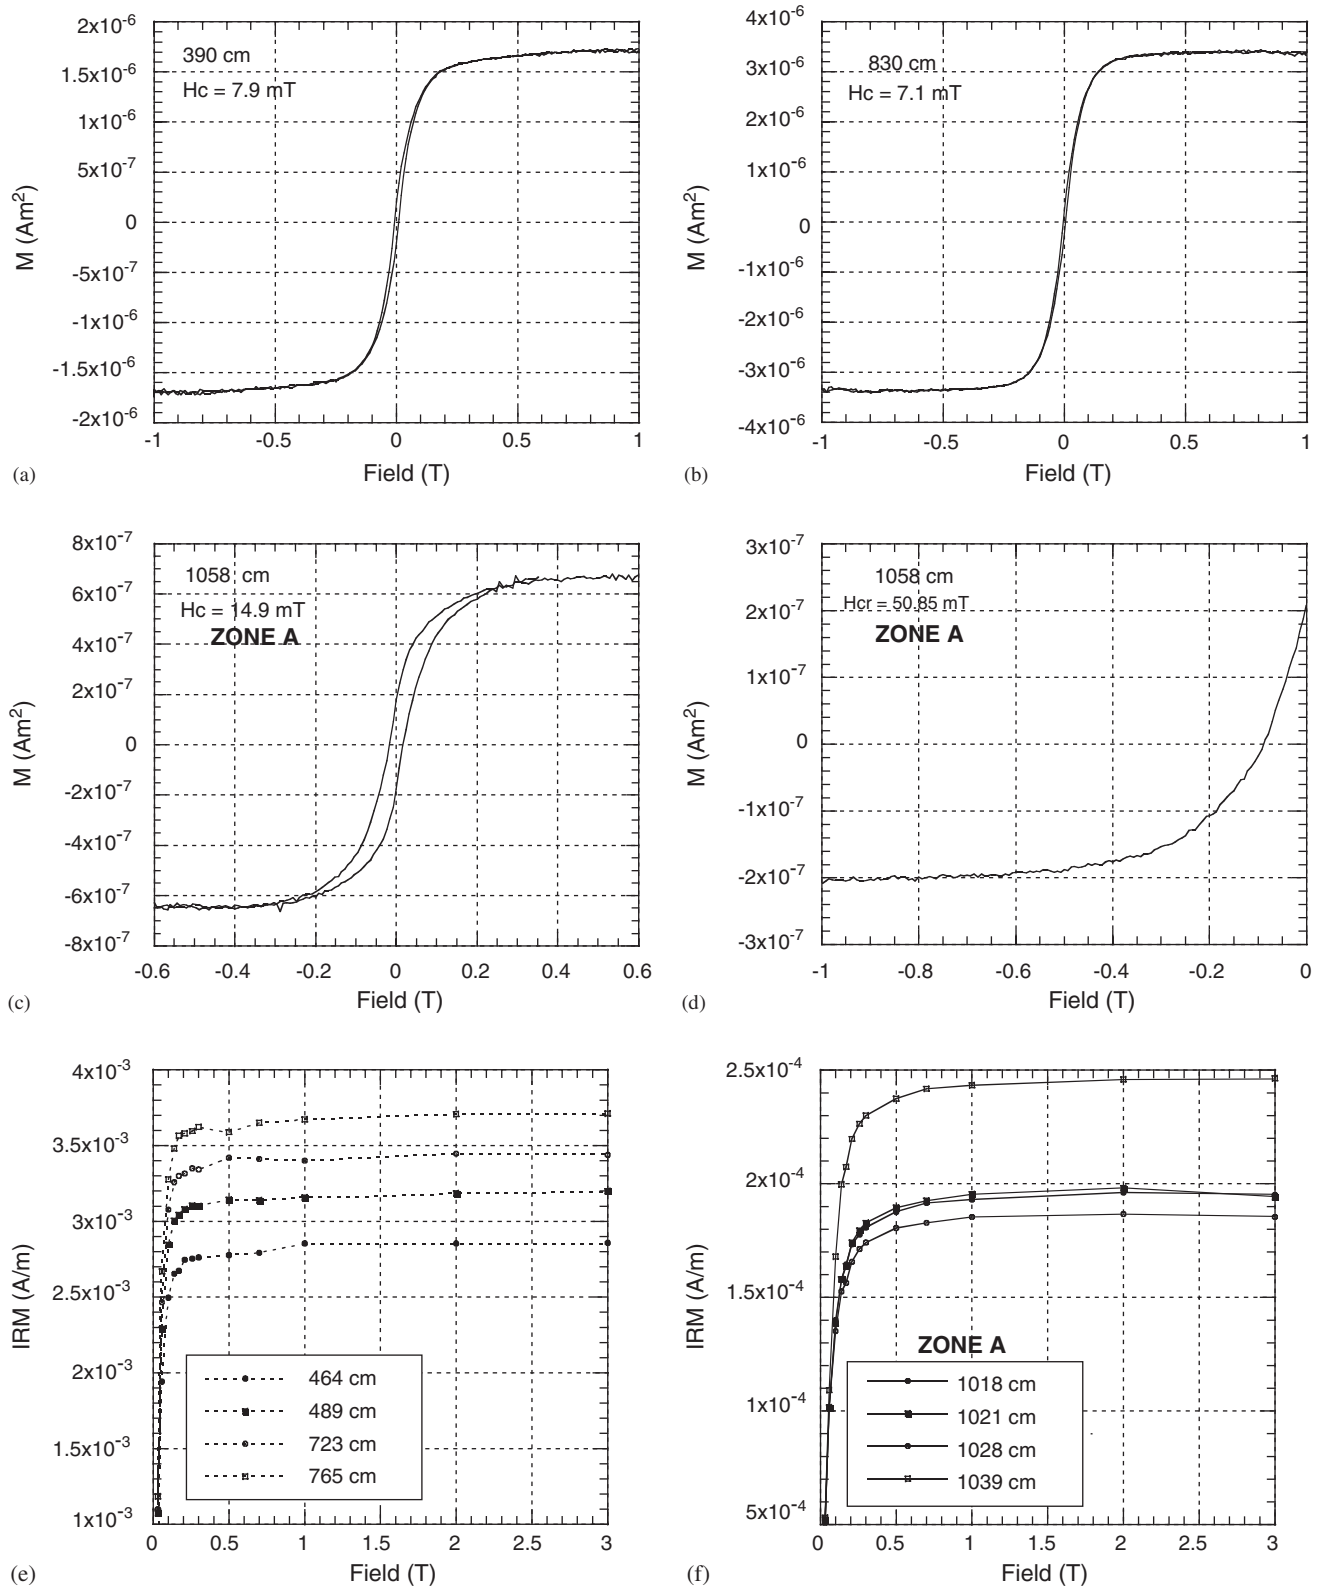 2x10-6
1.5x10-6
1x10-6
5x10-7
0
-5x10-7
-1x10-6
-1.5x10-6
-2x10-6
M (Am2)
390 cm
Hc = 7.9 mT
-1 -0.5 0 0.5 1
Field (T)
(a)
4x10-6
3x10-6
2x10-6
1x10-6
0
-1x10-6
-2x10-6
-3x10-6
-4x10-6
M (Am2)
830 cm
Hc = 7.1 mT
-1 -0.5 0 0.5 1
Field (T)
(b)
8x10-7
6x10-7
4x10-7
2x10-7
0
-2x10-7
-4x10-7
-6x10-7
-8x10-7
M (Am2)
1058 cm
Hc = 14.9 mT
ZONE A
-0.6 -0.4 -0.2 0 0.2 0.4 0.6
Field (T)
(c)
3x10-7
2x10-7
1x10-7
0
-1x10-7
-2x10-7
-3x10-7
M (Am2)
1058 cm
Hcr = 50.85 mT
ZONE A
-1 -0.8 -0.6 -0.4 -0.2 0
Field (T)
(d)
4x10-3
3.5x10-3
3x10-3
2.5x10-3
2x10-3
1.5x10-3
1x10-3
IRM (A/m)
464 cm
489 cm
723 cm
765 cm
0 0.5 1 1.5 2 2.5 3
Field (T)
(e)
2.5x10-4
2x10-4
1.5x10-4
1x10-4
5x10-4
IRM (A/m)
ZONE A
1018 cm
1021 cm
1028 cm
1039 cm
0 0.5 1 1.5 2 2.5 3
Field (T)
(f)